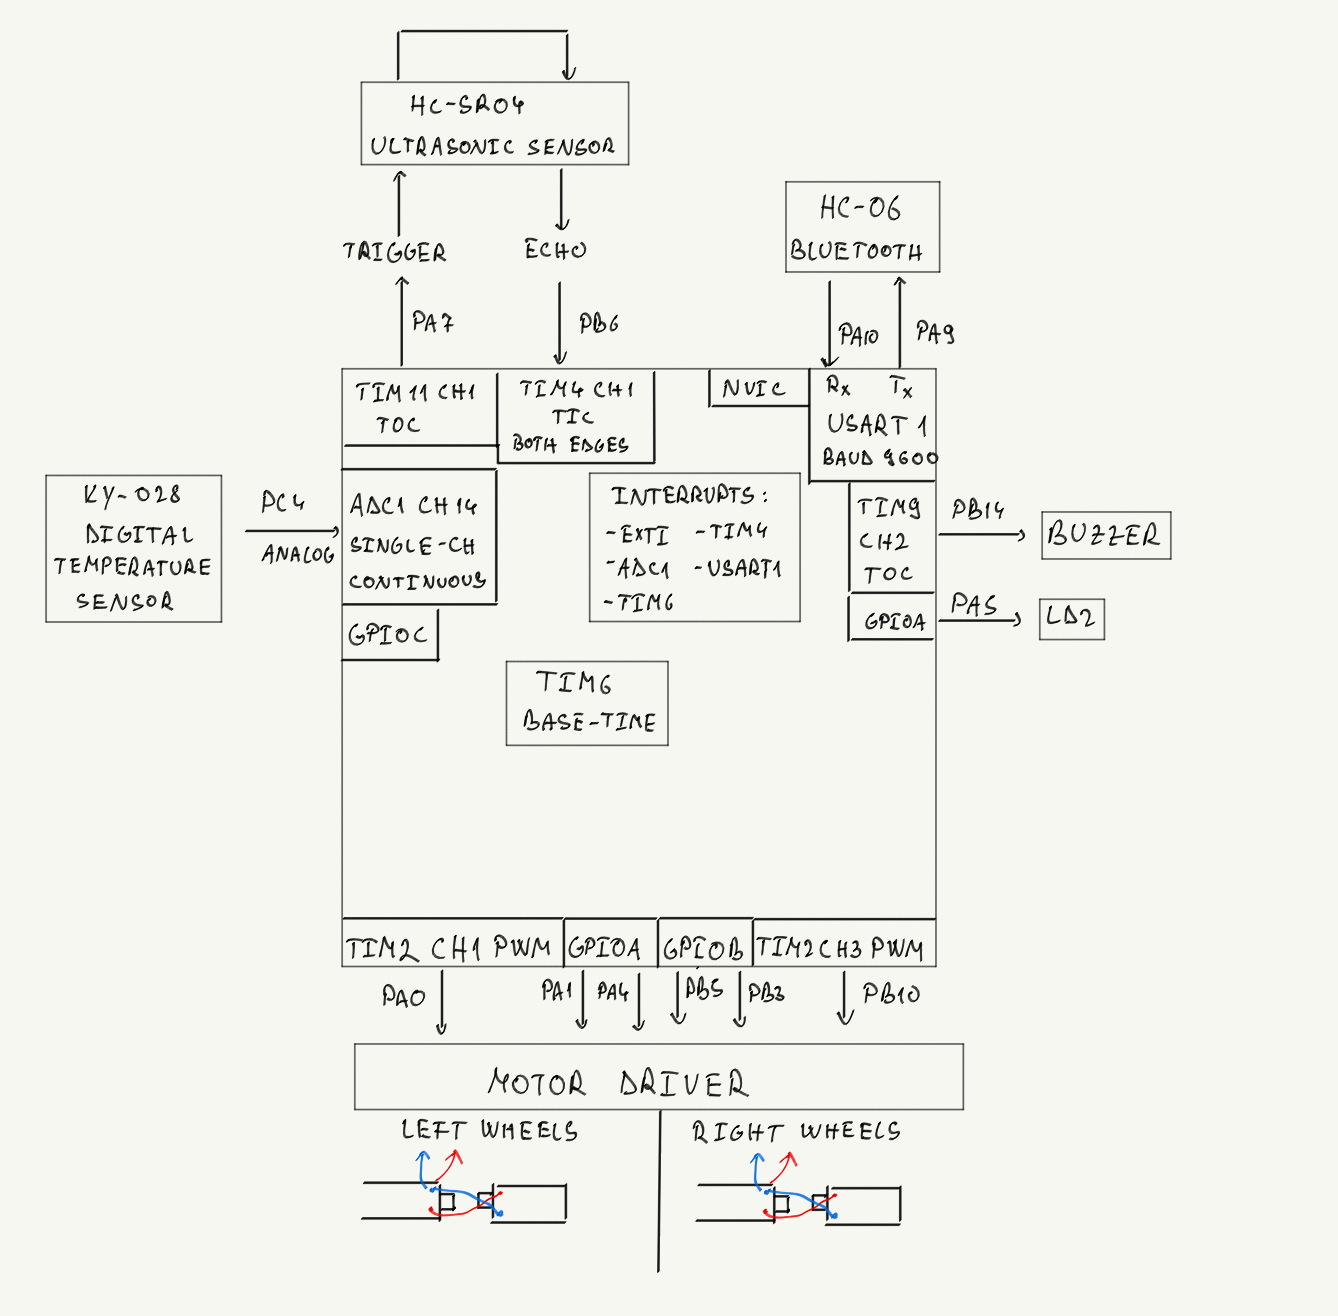 HC-SR04
ULTRASONIC SENSOR
HC-06
BLUETOOTH
TRIGGER
ECHO
PA7
PB6
PA10
PA9
TIM11 CH1
TOC
TIM4 CH1
TIC
BOTH EDGES
NVIC
Rx Tx
USART 1
BAUD 9600
KY-028
DIGITAL
TEMPERATURE
SENSOR
PC4
ANALOG
ADC1 CH14
SINGLE-CH
CONTINUOUS
GPIOC
INTERRUPTS:
-EXTI -TIM4
-ADC1 -USART1
-TIM6
TIM9
CH2
TOC
PB14
BUZZER
GPIOA
PA5
LD2
TIM6
BASE-TIME
TIM2 CH1 PWM
GPIOA
GPIOB
TIM2 CH3 PWM
PA0
PA1
PA4
PB5
PB3
PB10
MOTOR DRIVER
LEFT WHEELS
RIGHT WHEELS